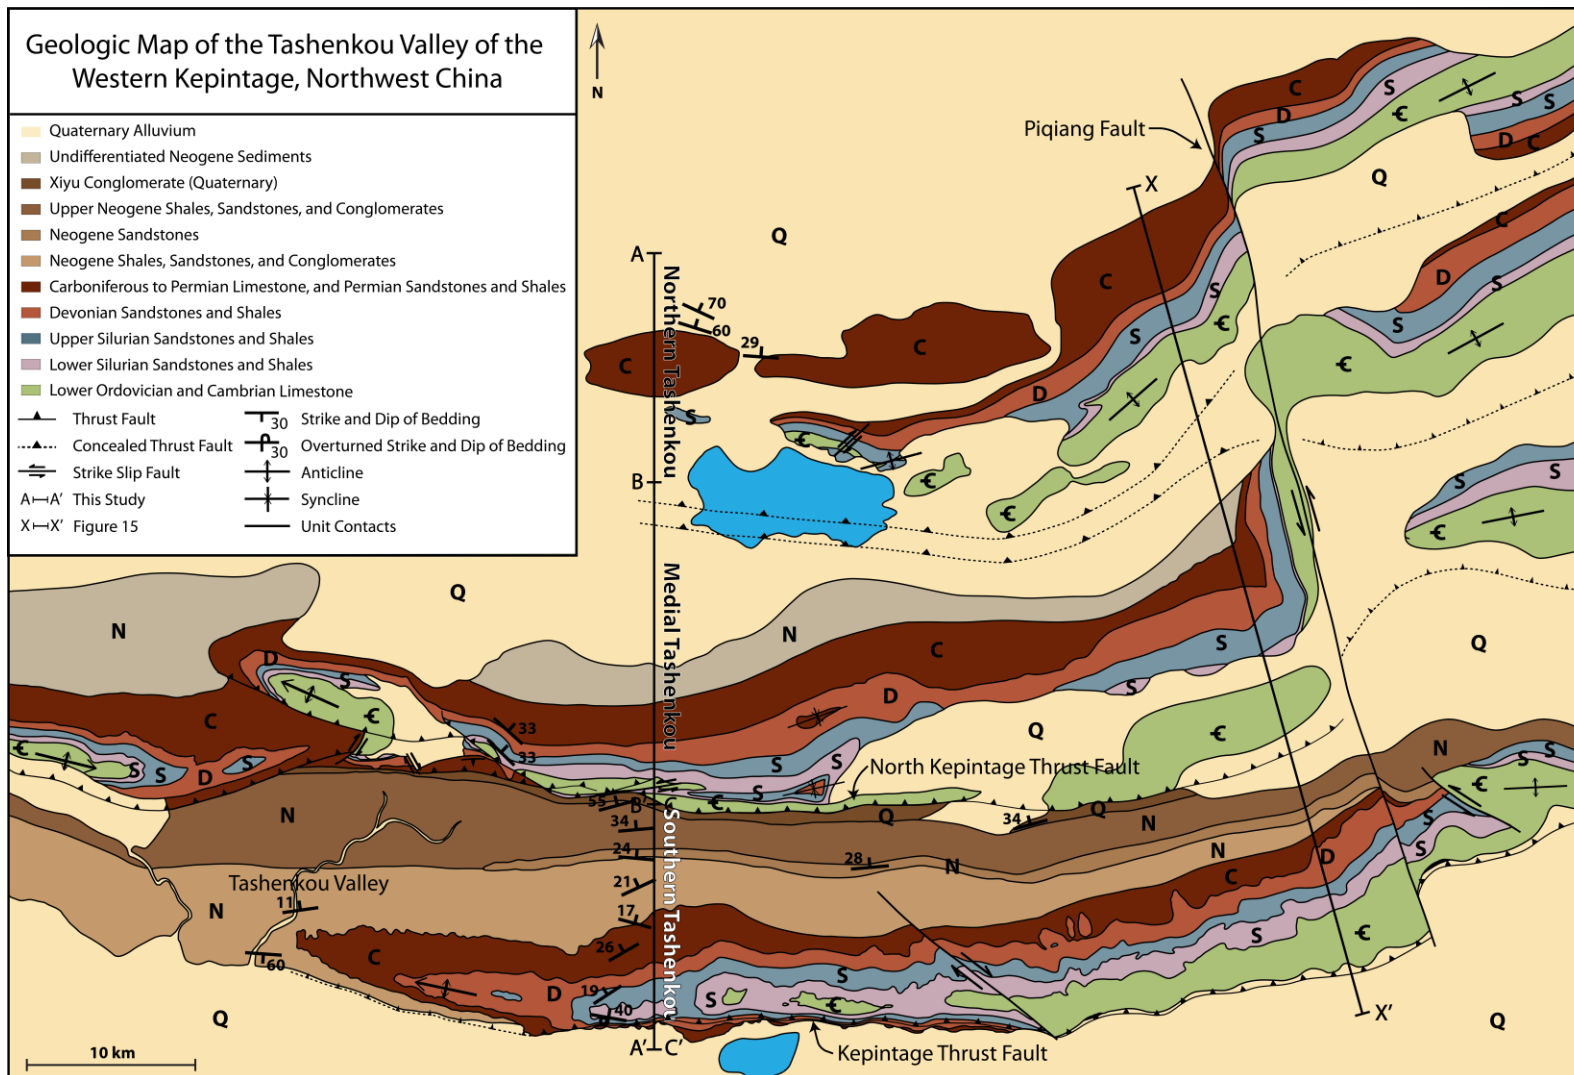 Geologic Map of the Tashenkou Valley of the
Western Kepintage, Northwest China
Quaternary Alluvium
Undifferentiated Neogene Sediments
Xiyu Conglomerate (Quaternary)
Upper Neogene Shales, Sandstones, and Conglomerates
Neogene Sandstones
Neogene Shales, Sandstones, and Conglomerates
Carboniferous to Permian Limestone, and Permian Sandstones and Shales
Devonian Sandstones and Shales
Upper Silurian Sandstones and Shales
Lower Silurian Sandstones and Shales
Lower Ordovician and Cambrian Limestone
Thrust Fault
30 Strike and Dip of Bedding
Concealed Thrust Fault
30 Overturned Strike and Dip of Bedding
Strike Slip Fault
Anticline
A A' This Study
Syncline
X X' Figure 15
Unit Contacts
N
C
S
Є
S
S
D
S
D
C
Piqiang Fault
Q
X
Q
A
C
D
S
Northern Tashenkou
70
60
29
C
C
C
S
Є
S
S
Є
D
S
Є
Є
Є
B
Є
S
S
Є
Medial Tashenkou
Q
N
N
D
S
Є
C
C
S
S
D
Q
Q
Є
33
33
Є
S
S
D
S
S
S
S
North Kepintage Thrust Fault
N
S
S
Є
55
B'
Є
Q
Q
34
N
N
34
24
28
N
N
Southern Tashenkou
Tashenkou Valley
21
11
N
17
26
C
60
D
C
D
S
S
S
Є
19
40
S
Є
S
Q
A' C'
Kepintage Thrust Fault
X'
Q
10 km